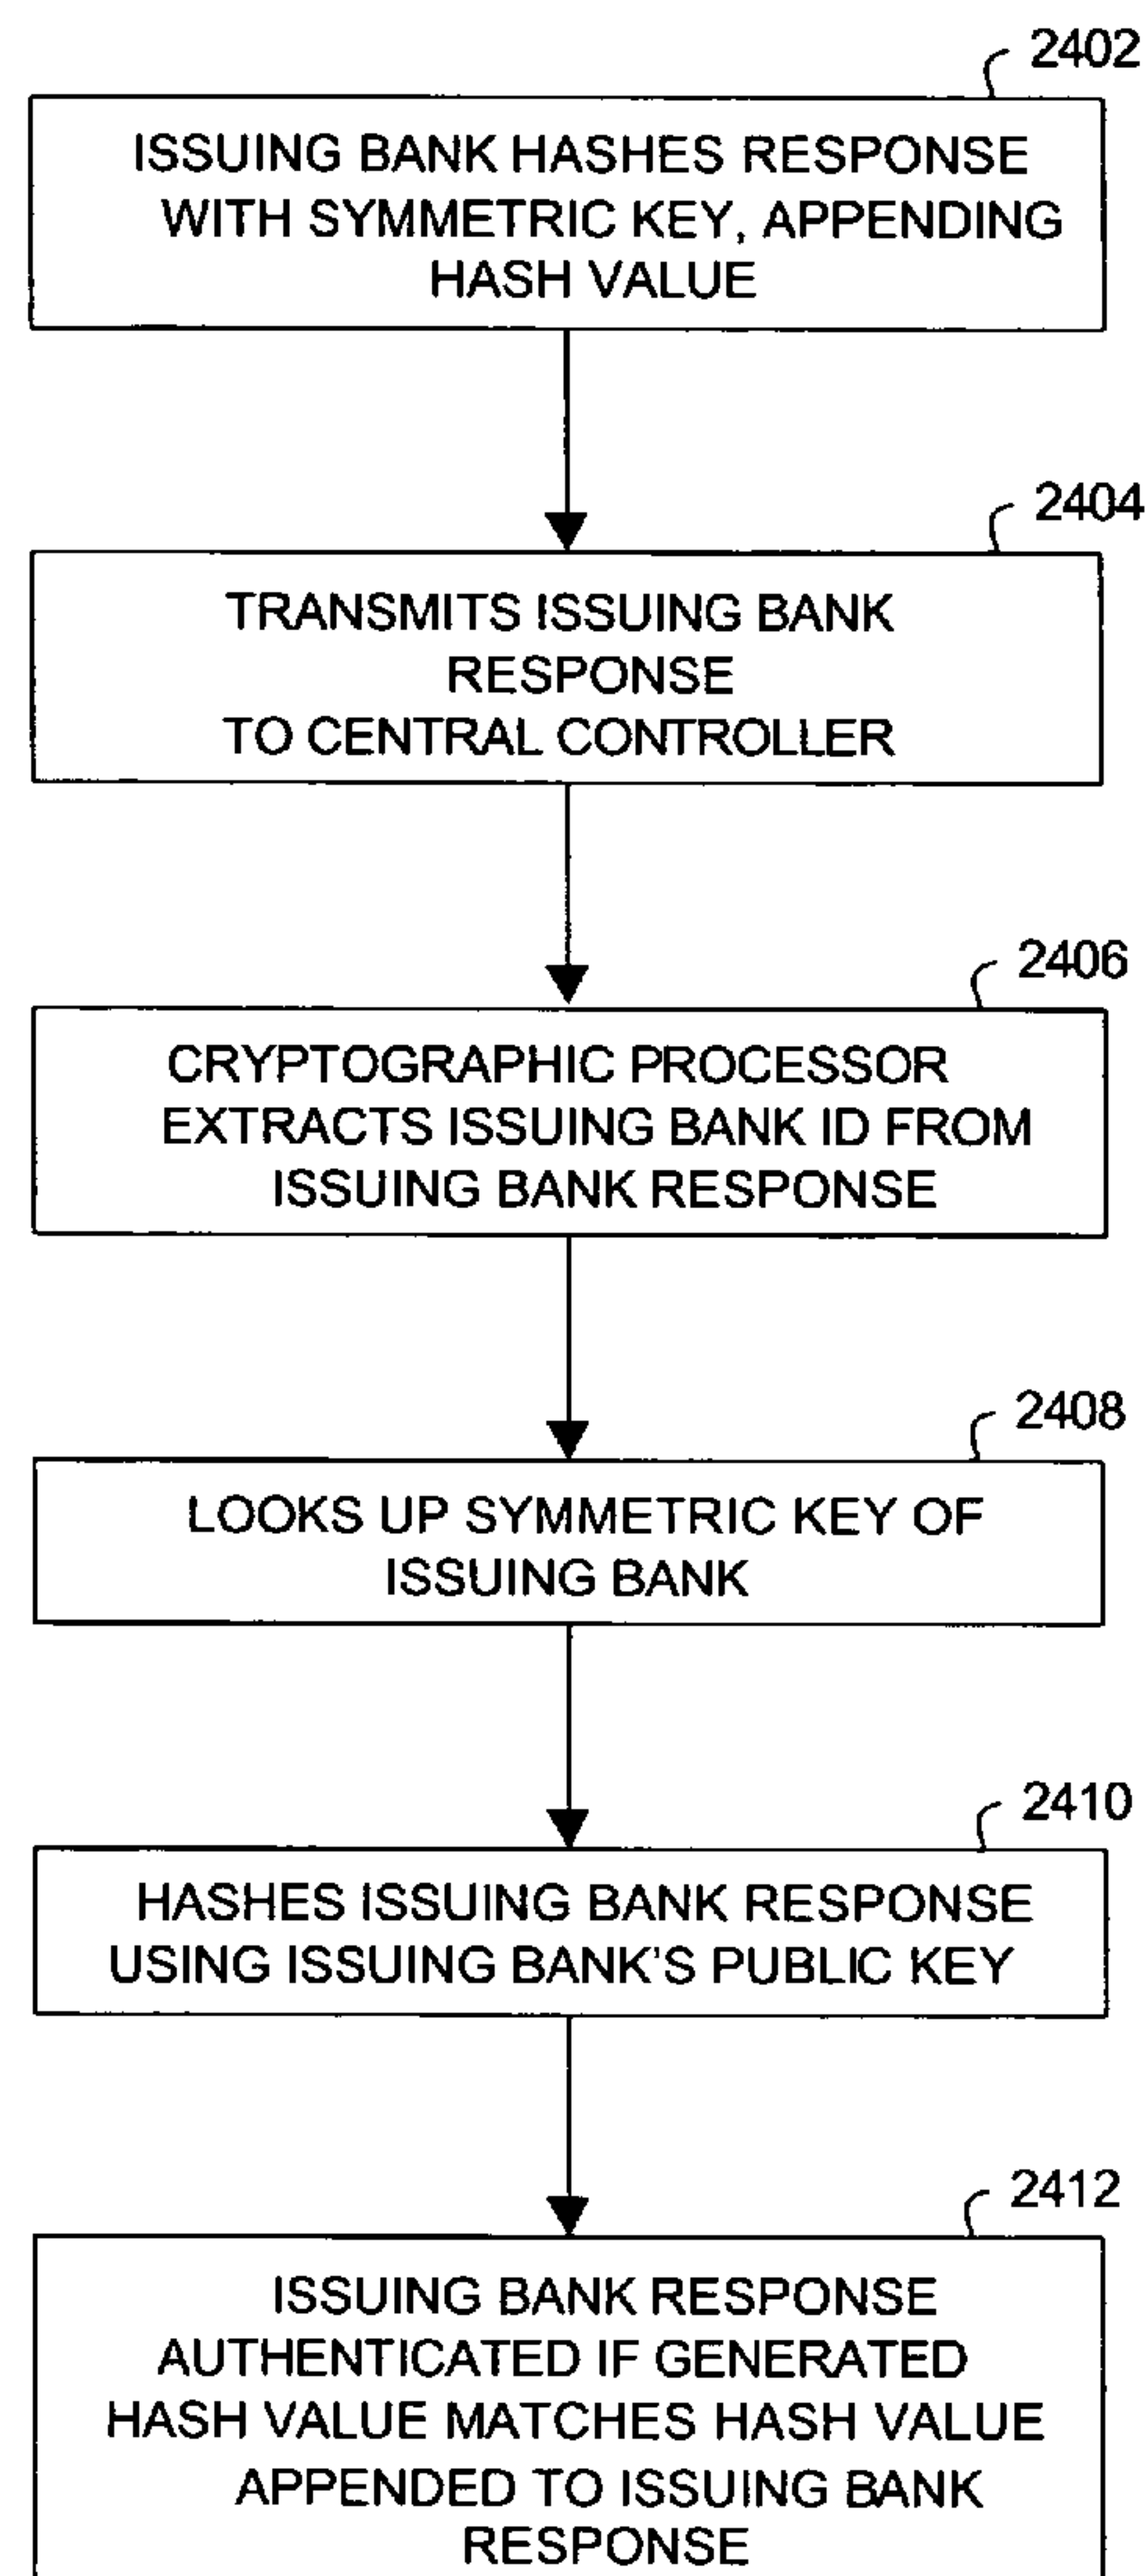 2402
ISSUING BANK HASHES RESPONSE
WITH SYMMETRIC KEY, APPENDING
HASH VALUE
2404
TRANSMITS ISSUING BANK
RESPONSE
TO CENTRAL CONTROLLER
2406
CRYPTOGRAPHIC PROCESSOR
EXTRACTS ISSUING BANK ID FROM
ISSUING BANK RESPONSE
2408
LOOKS UP SYMMETRIC KEY OF
ISSUING BANK
2410
HASHES ISSUING BANK RESPONSE
USING ISSUING BANK'S PUBLIC KEY
2412
ISSUING BANK RESPONSE
AUTHENTICATED IF GENERATED
HASH VALUE MATCHES HASH VALUE
APPENDED TO ISSUING BANK
RESPONSE